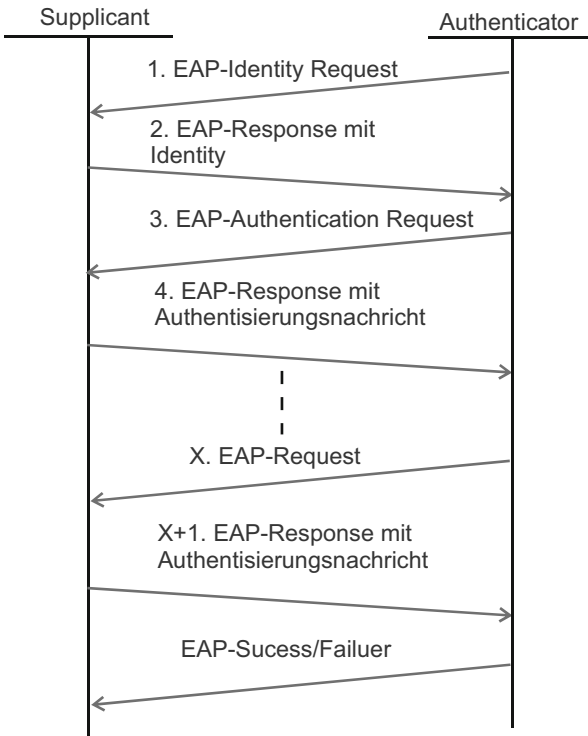 Supplicant
Authenticator
1. EAP-Identity Request
2. EAP-Response mit
Identity
3. EAP-Authentication Request
4. EAP-Response mit
Authentisierungsnachricht
X. EAP-Request
X+1. EAP-Response mit
Authentisierungsnachricht
EAP-Sucess/Failuer